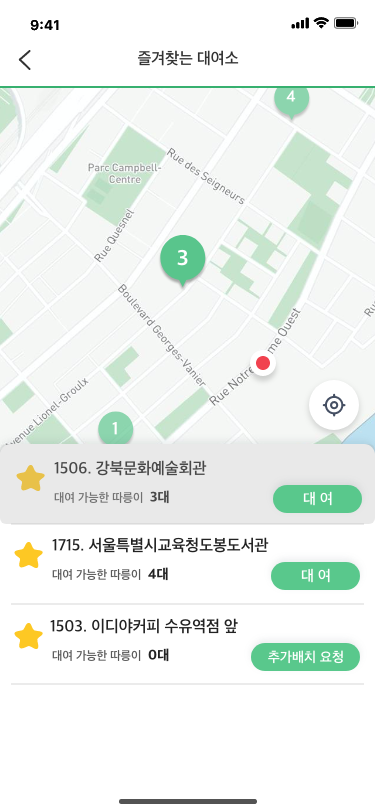 9:41
즐겨찾는 대여소
4
Rue des Seigneurs
Parc Campbell-
Centre
Rue Quesnel
3
Boulevard Georges-Vanier
Rue Notre
me Ouest
Avenue Lionel-Groulx
1
1506. 강북문화예술회관
대여 가능한 따릉이 3대
대 여
1715. 서울특별시교육청도봉도서관
대여 가능한 따릉이 4대
대 여
1503. 이디야커피 수유역점 앞
대여 가능한 따릉이 0대
추가배치 요청